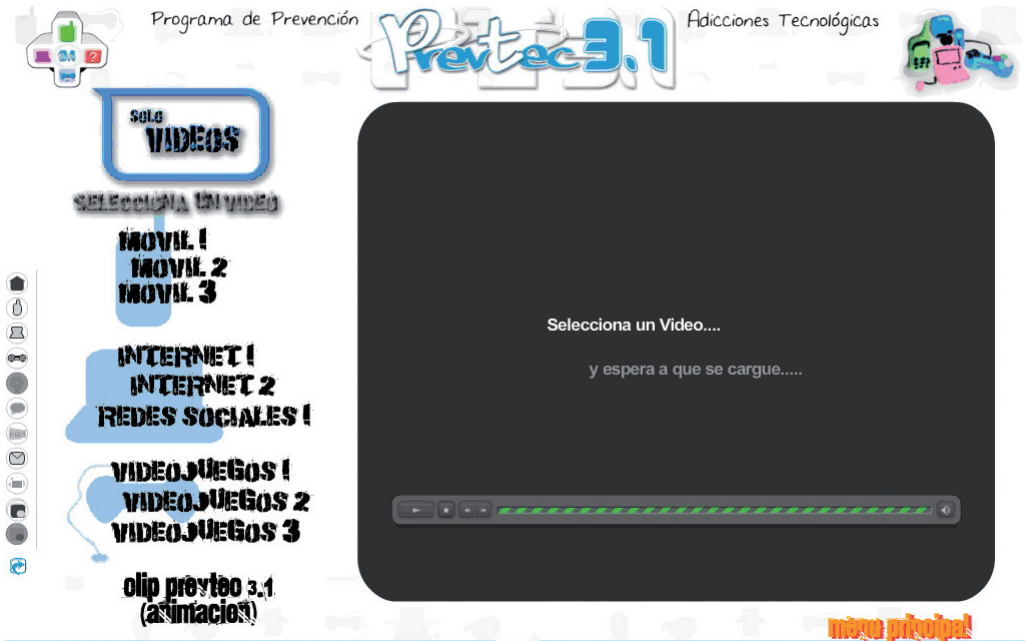 Programa de Prevención
Prevtec 3.1
Adicciones Tecnológicas
SOLO
VIDEOS
SELECCIONA UN VIDEO
MOVIL 1
MOVIL 2
MOVIL 3
INTERNET 1
INTERNET 2
REDES SOCIALES 1
VIDEOJUEGOS 1
VIDEOJUEGOS 2
VIDEOJUEGOS 3
clip prevtec 3.1
(animacion)
Selecciona un Video....
y espera a que se cargue.....
menu principal